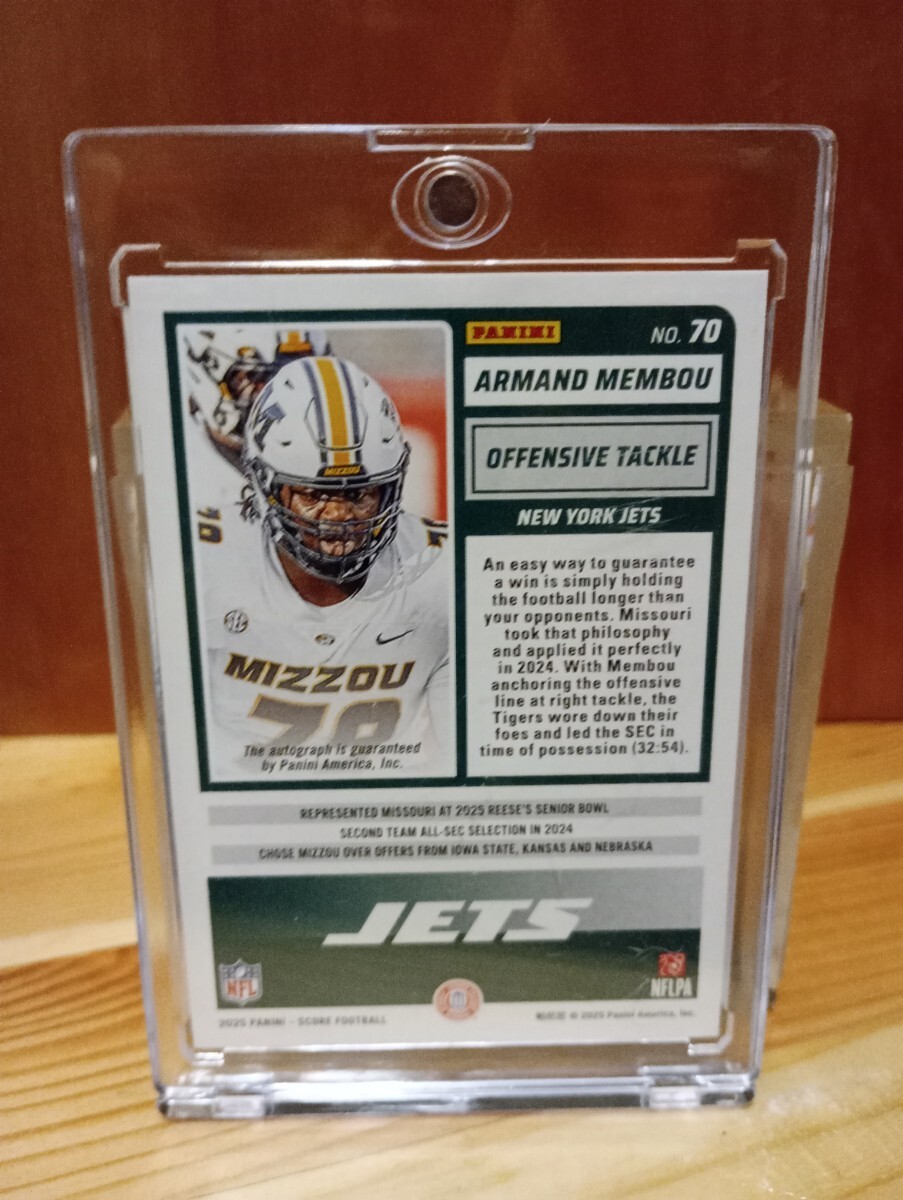 PANINI
NO. 70
ARMAND MEMBOU
OFFENSIVE TACKLE
NEW YORK JETS
An easy way to guarantee
a win is simply holding
the football longer than
your opponents. Missouri
took that philosophy
and applied it perfectly
in 2024. With Membou
anchoring the offensive
line at right tackle, the
Tigers wore down their
foes and led the SEC in
time of possession (32:54).
MIZZOU
SEC
MIZZOU
79
The autograph is guaranteed
by Panini America, Inc.
REPRESENTED MISSOURI AT 2025 REESE'S SENIOR BOWL
SECOND TEAM ALL-SEC SELECTION IN 2024
CHOSE MIZZOU OVER OFFERS FROM IOWA STATE, KANSAS AND NEBRASKA
JETS
NFL
NFLPA
2025 PANINI - SCORE FOOTBALL
© 2025 Panini America, Inc.